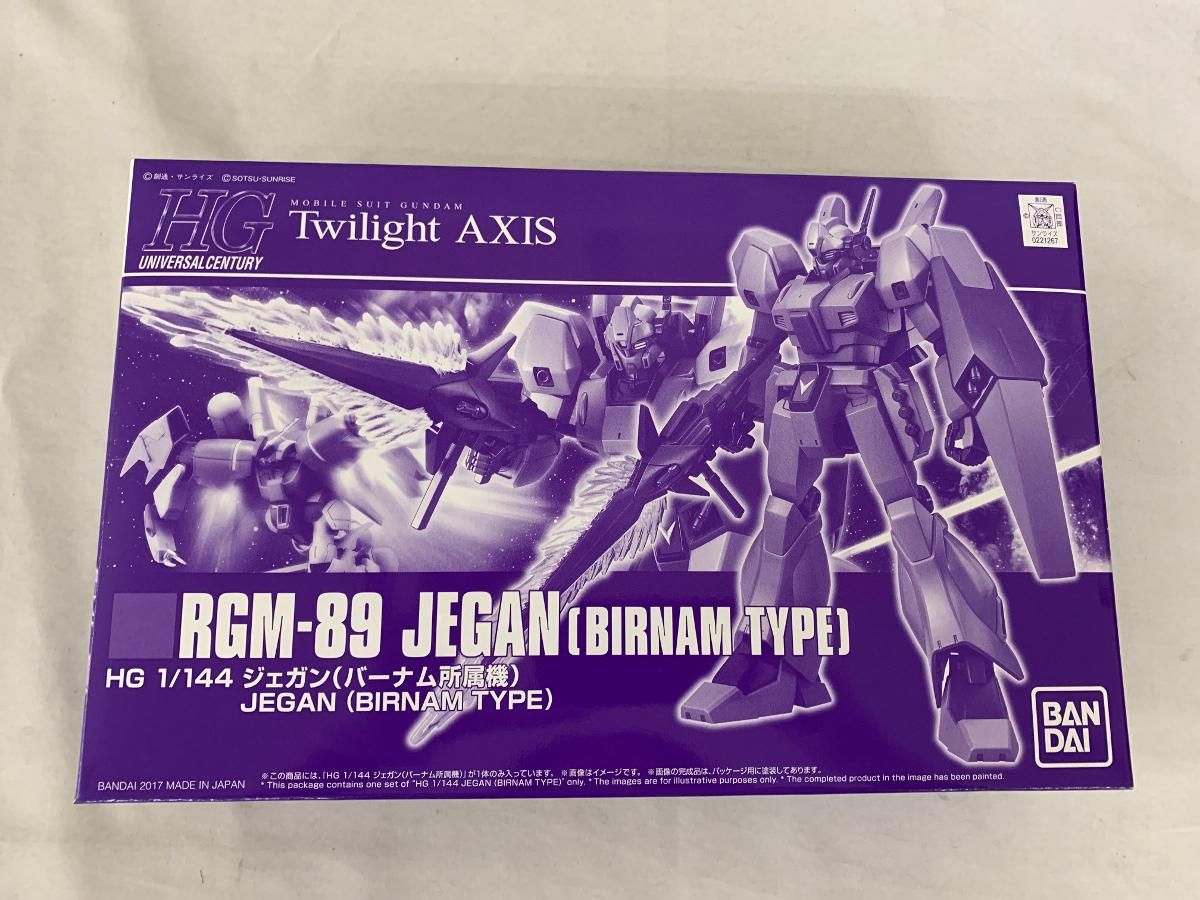 ©創通・サンライズ ©SOTSU・SUNRISE
HG
UNIVERSAL CENTURY
MOBILE SUIT GUNDAM
Twilight AXIS
サンライズ
0221267
RGM-89 JEGAN (BIRNAM TYPE)
HG 1/144 ジェガン(バーナム所属機)
JEGAN (BIRNAM TYPE)
BAN
DAI
※この商品には、「HG 1/144 ジェガン(バーナム所属機)」が1体のみ入っています。 ※画像はイメージです。 ※画像の完成品は、パッケージ用に塗装してあります。
* This package contains one set of "HG 1/144 JEGAN (BIRNAM TYPE)" only. * The images are for illustrative purposes only. * The completed product in the image has been painted.
BANDAI 2017 MADE IN JAPAN